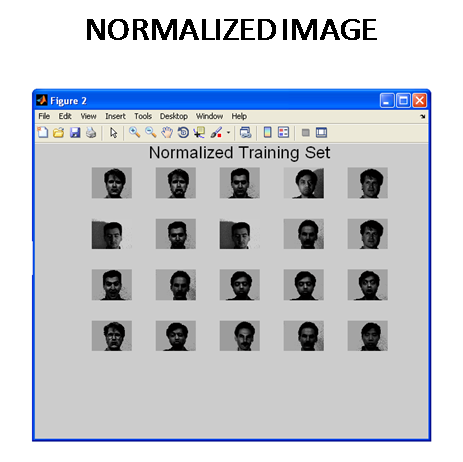 NORMALIZED IMAGE
Figure 2
File Edit View Insert Tools Desktop Window Help
Normalized Training Set